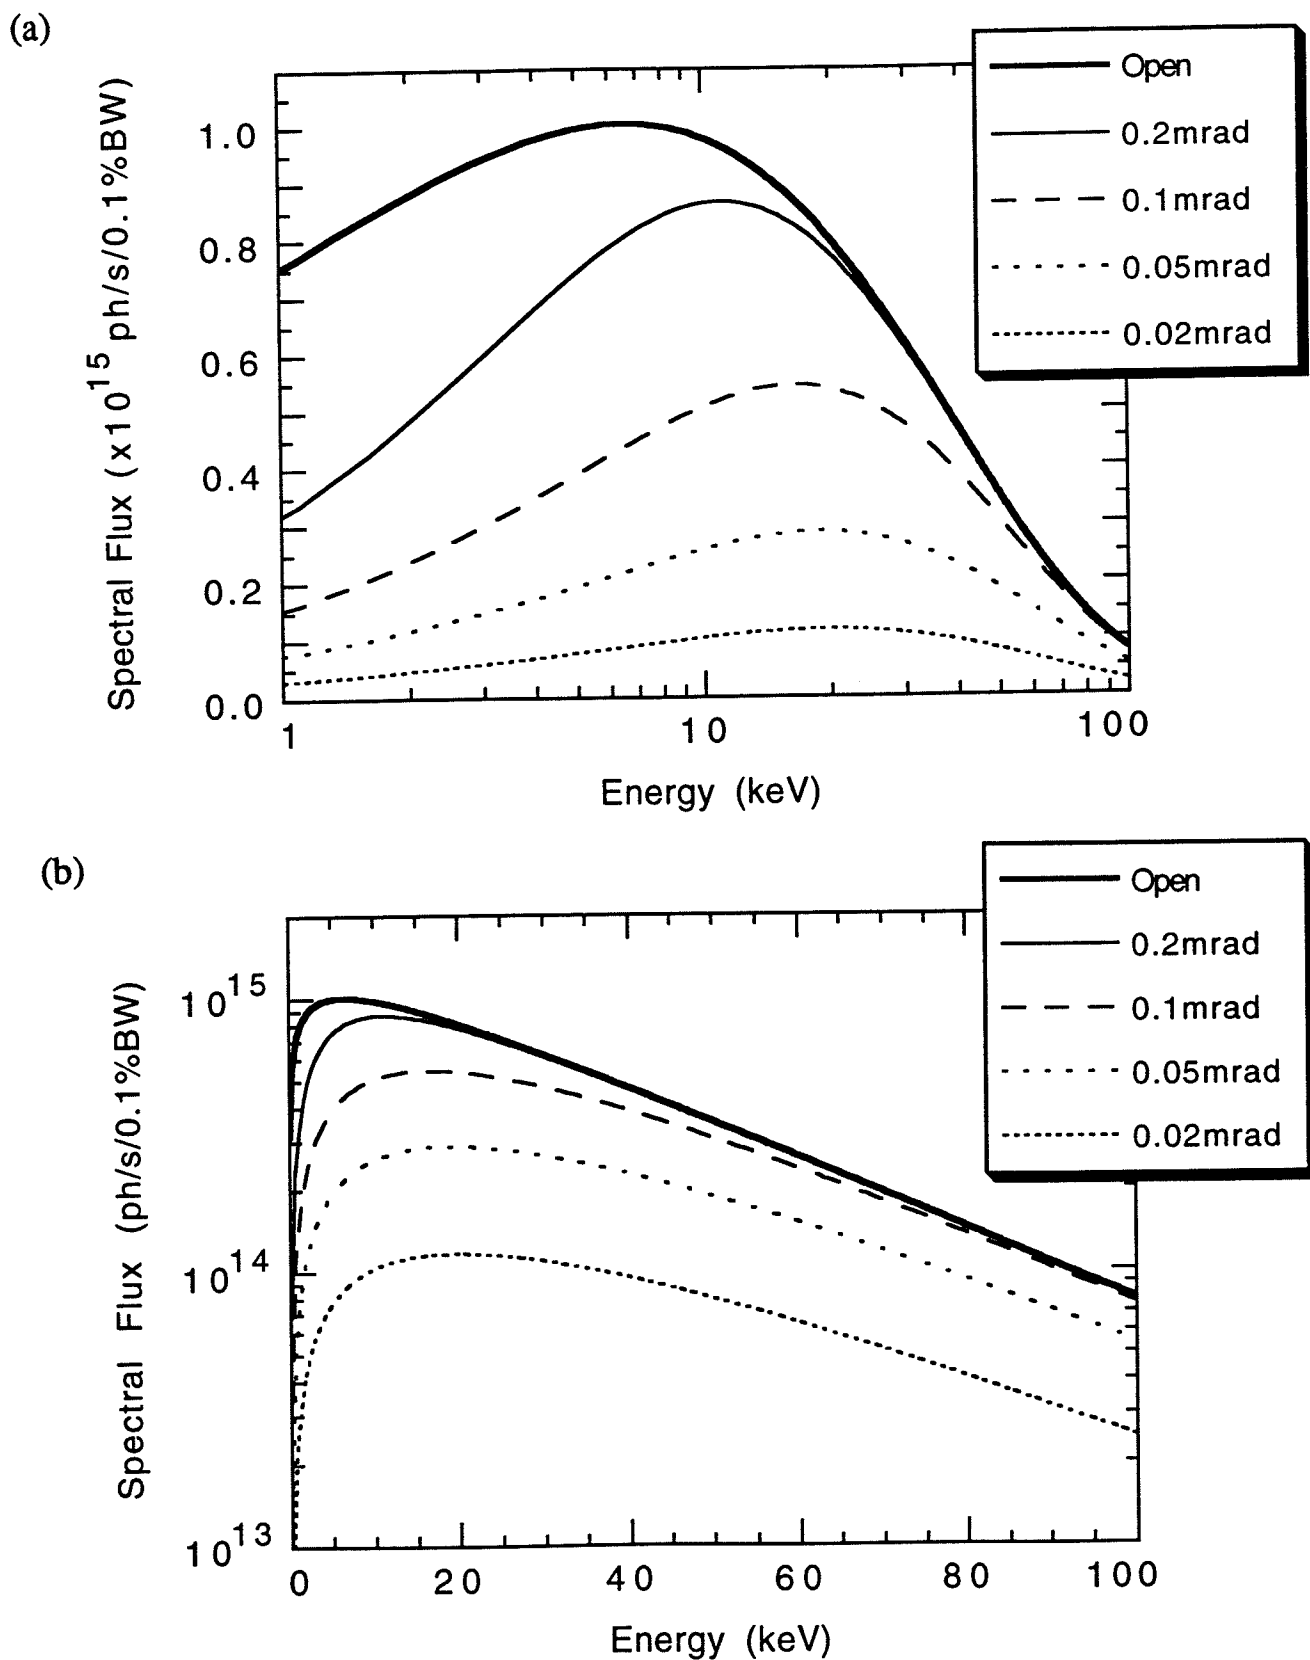 (a)
Open
0.2mrad
0.1mrad
0.05mrad
0.02mrad
Spectral Flux (x10^15 ph/s/0.1%BW)
1.0
0.8
0.6
0.4
0.2
0.0
1 10 100
Energy (keV)
(b)
Open
0.2mrad
0.1mrad
0.05mrad
0.02mrad
Spectral Flux (ph/s/0.1%BW)
10^15
10^14
10^13
0 20 40 60 80 100
Energy (keV)